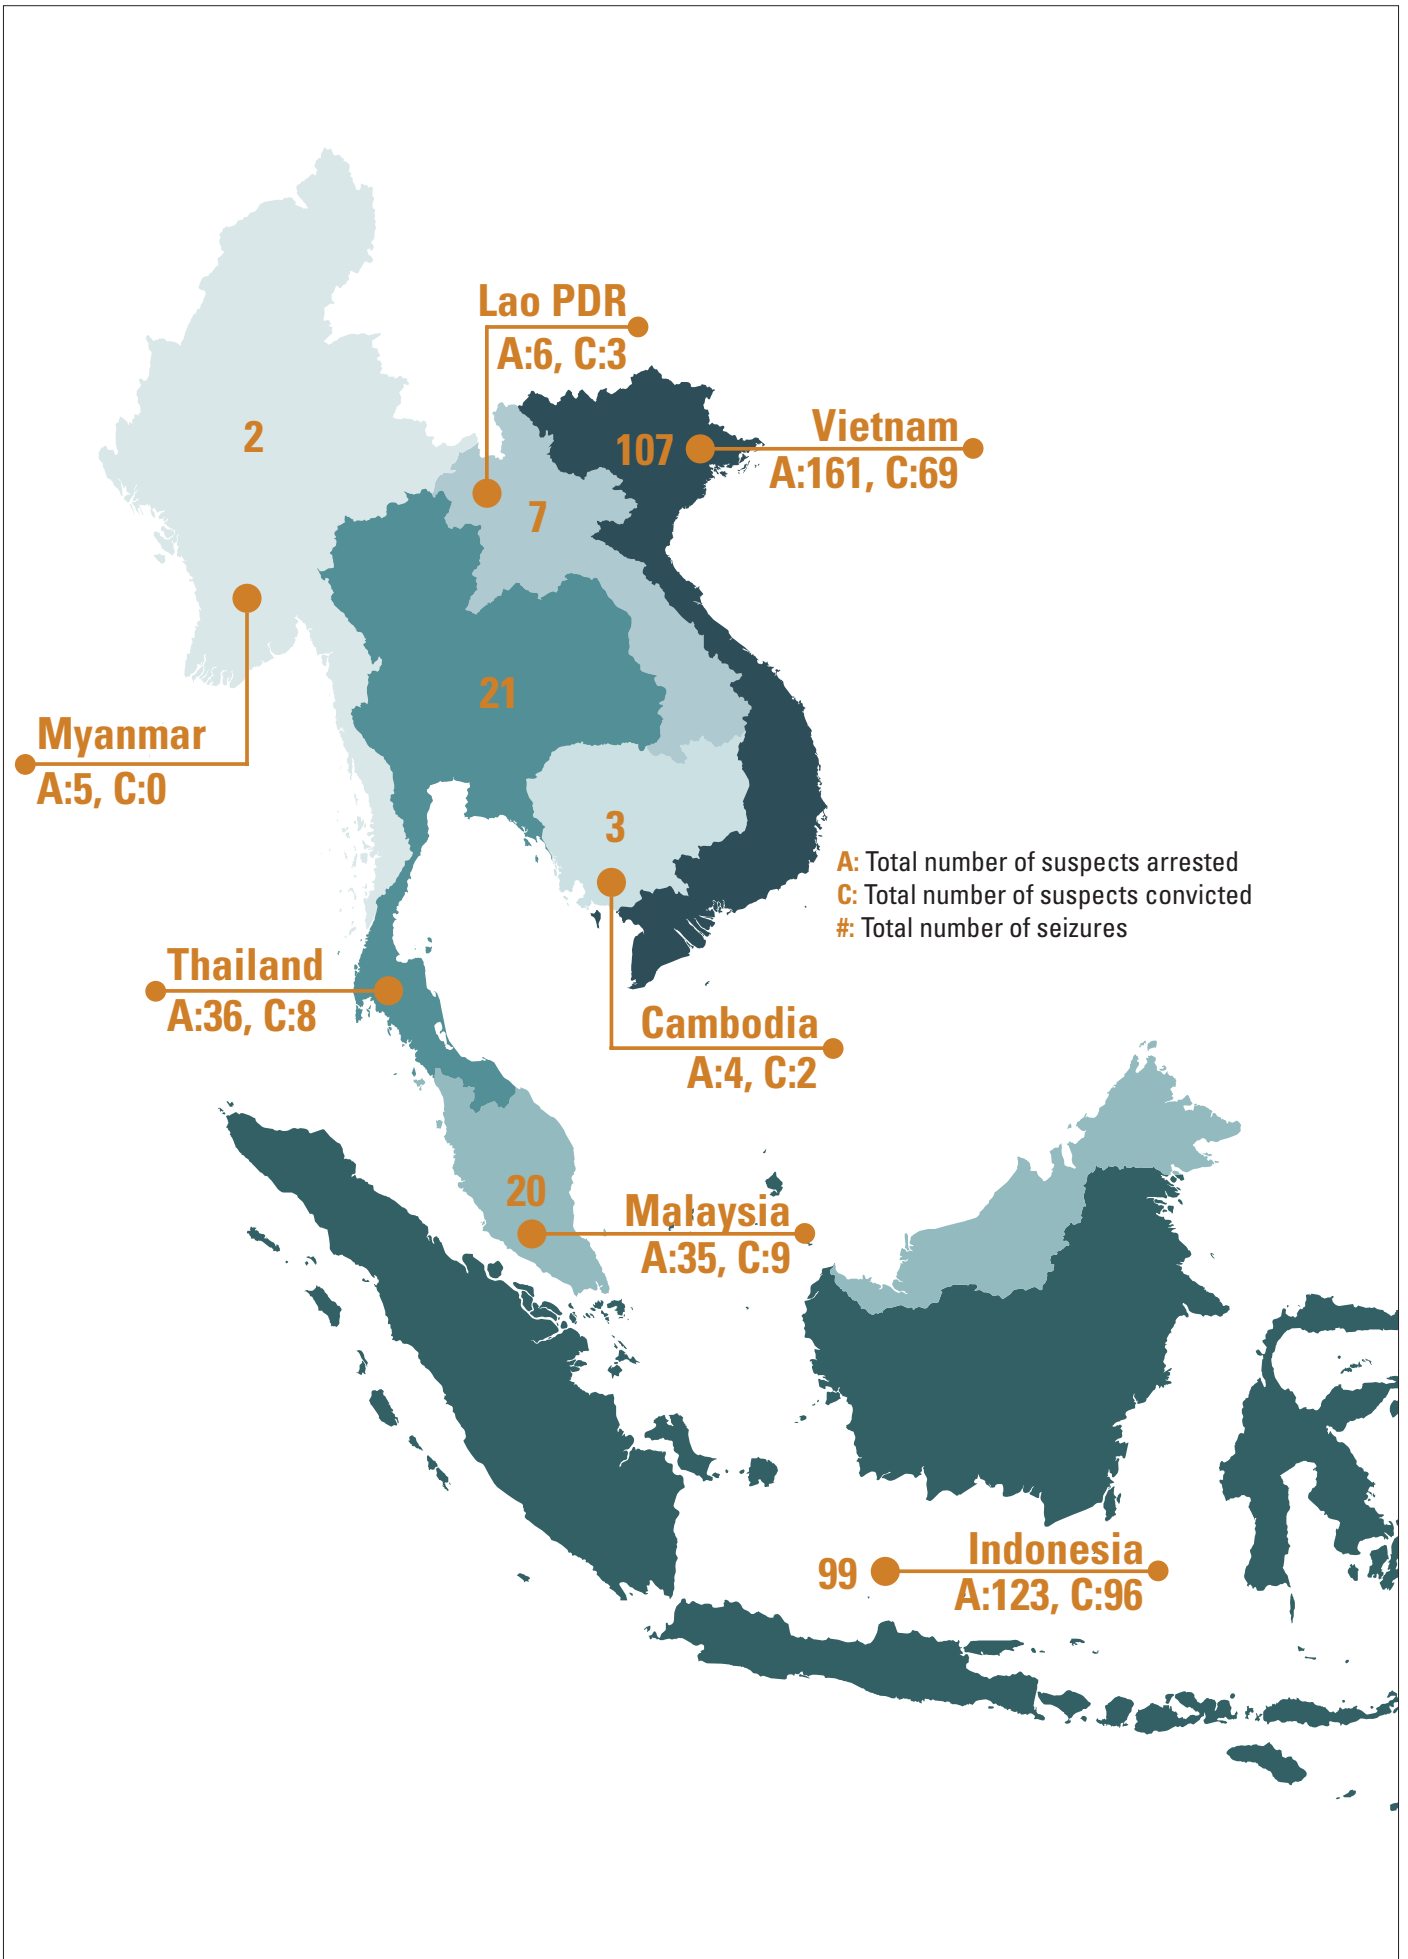 Lao PDR
A:6, C:3
2
107
Vietnam
A:161, C:69
7
21
Myanmar
A:5, C:0
3
A: Total number of suspects arrested
C: Total number of suspects convicted
#: Total number of seizures
Thailand
A:36, C:8
Cambodia
A:4, C:2
20
Malaysia
A:35, C:9
99
Indonesia
A:123, C:96